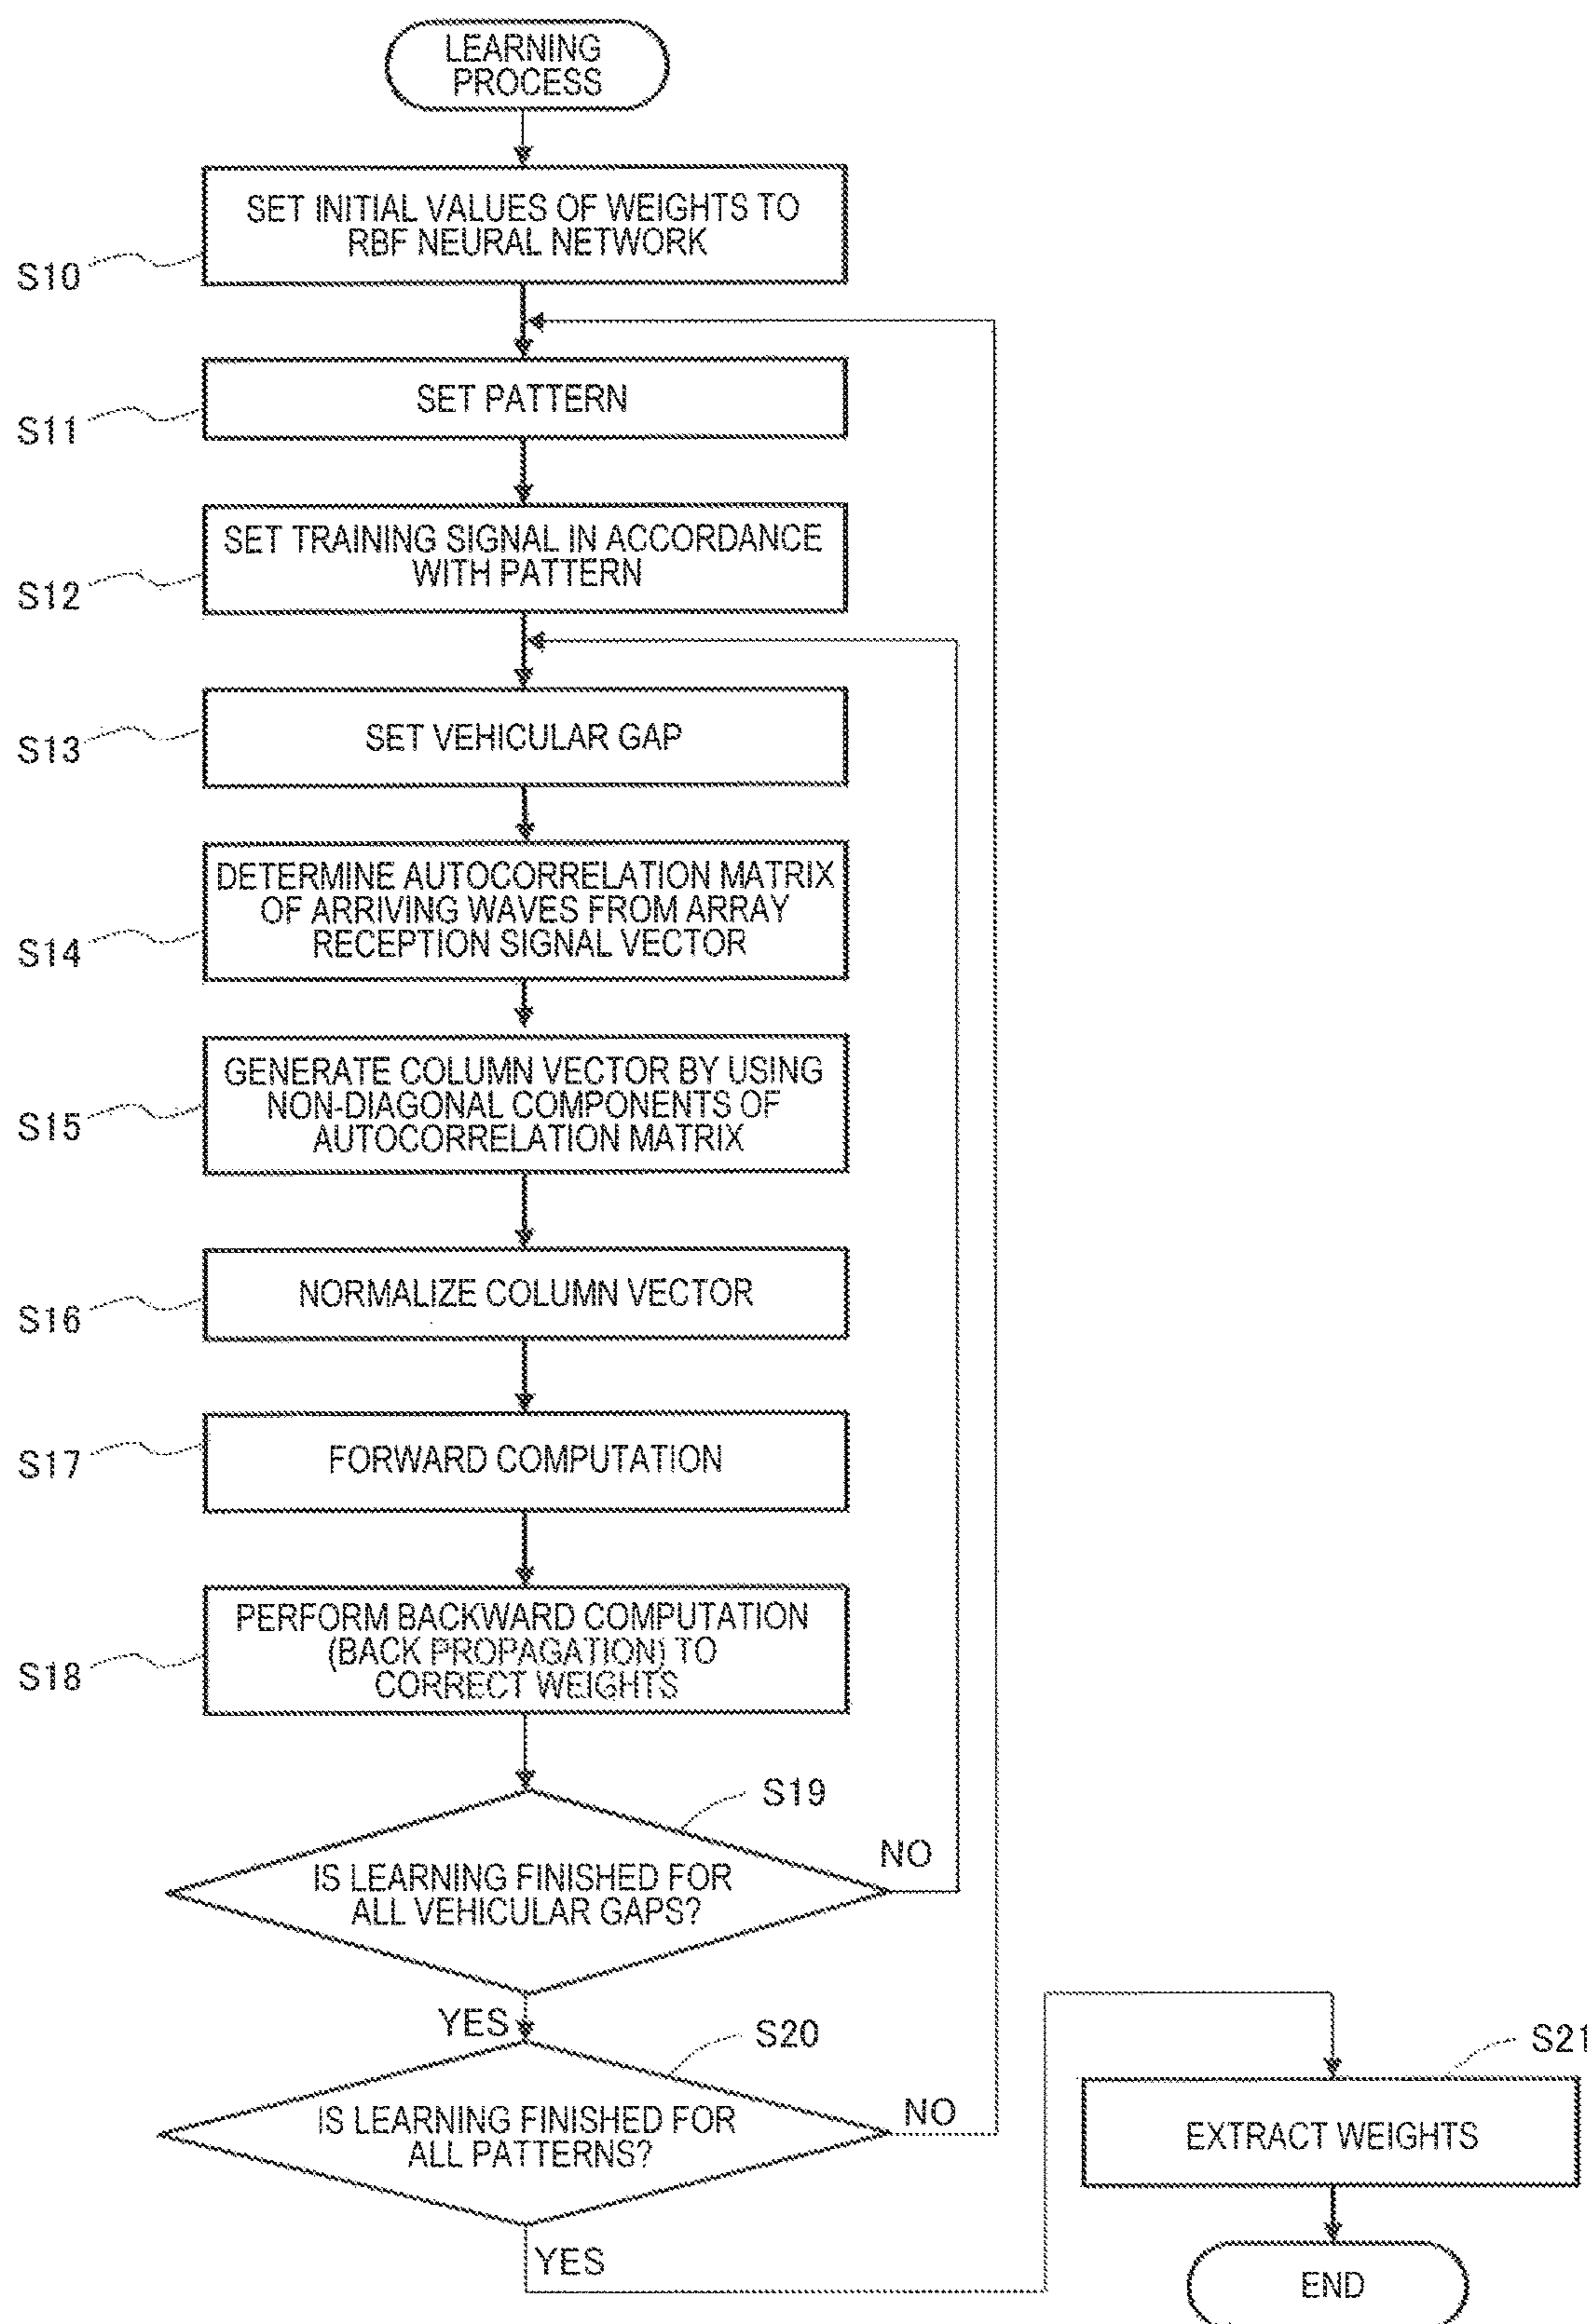 LEARNING
PROCESS
SET INITIAL VALUES OF WEIGHTS TO
RBF NEURAL NETWORK
S10
SET PATTERN
S11
SET TRAINING SIGNAL IN ACCORDANCE
WITH PATTERN
S12
SET VEHICULAR GAP
S13
DETERMINE AUTOCORRELATION MATRIX
OF ARRIVING WAVES FROM ARRAY
RECEPTION SIGNAL VECTOR
S14
GENERATE COLUMN VECTOR BY USING
NON-DIAGONAL COMPONENTS OF
AUTOCORRELATION MATRIX
S15
NORMALIZE COLUMN VECTOR
S16
FORWARD COMPUTATION
S17
PERFORM BACKWARD COMPUTATION
(BACK PROPAGATION) TO
CORRECT WEIGHTS
S18
S19
NO
IS LEARNING FINISHED FOR
ALL VEHICULAR GAPS?
YES
S20
NO
IS LEARNING FINISHED FOR
ALL PATTERNS?
YES
S21
EXTRACT WEIGHTS
END